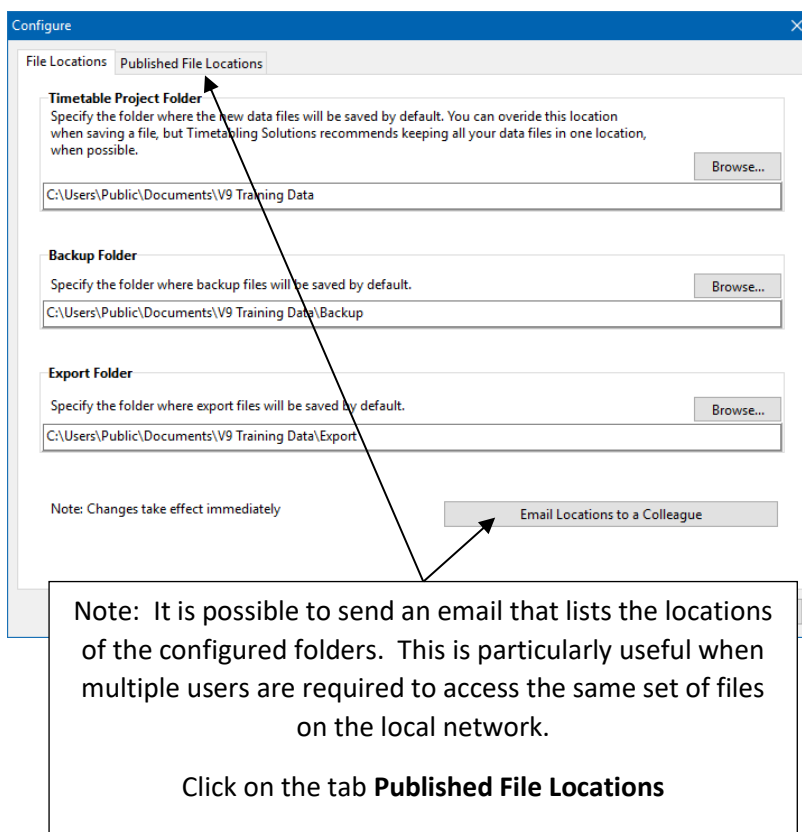 Configure
File Locations
Published File Locations
Timetable Project Folder
Specify the folder where the new data files will be saved by default. You can overide this location
when saving a file, but Timetabling Solutions recommends keeping all your data files in one location,
when possible.
Browse...
C:\Users\Public\Documents\V9 Training Data
Backup Folder
Specify the folder where backup files will be saved by default.
Browse...
C:\Users\Public\Documents\V9 Training Data\Backup
Export Folder
Specify the folder where export files will be saved by default.
Browse...
C:\Users\Public\Documents\V9 Training Data\Export
Note: Changes take effect immediately
Email Locations to a Colleague
Note: It is possible to send an email that lists the locations
of the configured folders. This is particularly useful when
multiple users are required to access the same set of files
on the local network.
Click on the tab Published File Locations